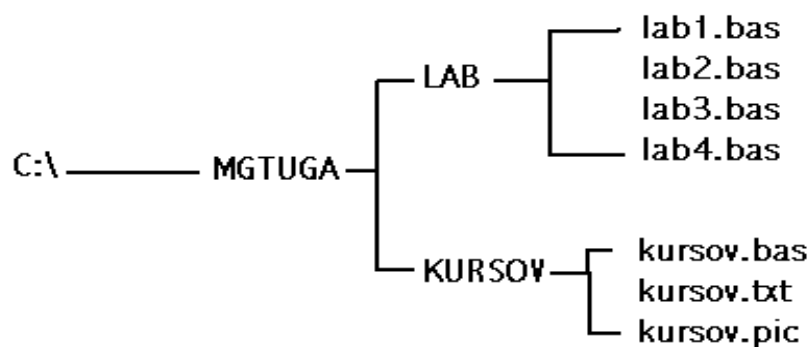 lab1.bas
LAB
lab2.bas
lab3.bas
C:\
MGTUGA
lab4.bas
KURSOV
kursov.bas
kursov.txt
kursov.pic